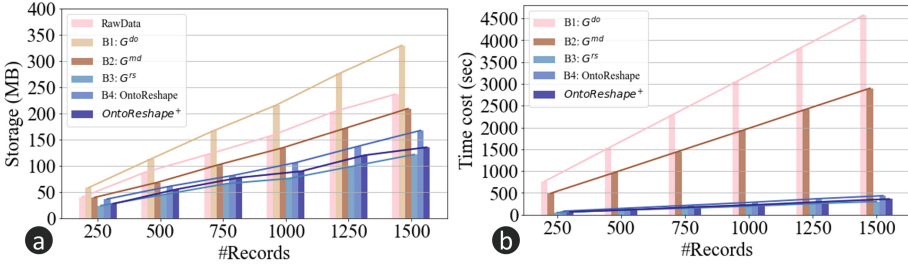 400
350
300
250
200
150
100
50
0
Storage (MB)
RawData
B1: G^do
B2: G^md
B3: G^rs
B4: OntoReshape
OntoReshape+
250 500 750 1000 1250 1500
#Records
a
4500
4000
3500
3000
2500
2000
1500
1000
500
0
Time cost (sec)
B1: G^do
B2: G^md
B3: G^rs
B4: OntoReshape
OntoReshape+
250 500 750 1000 1250 1500
#Records
b